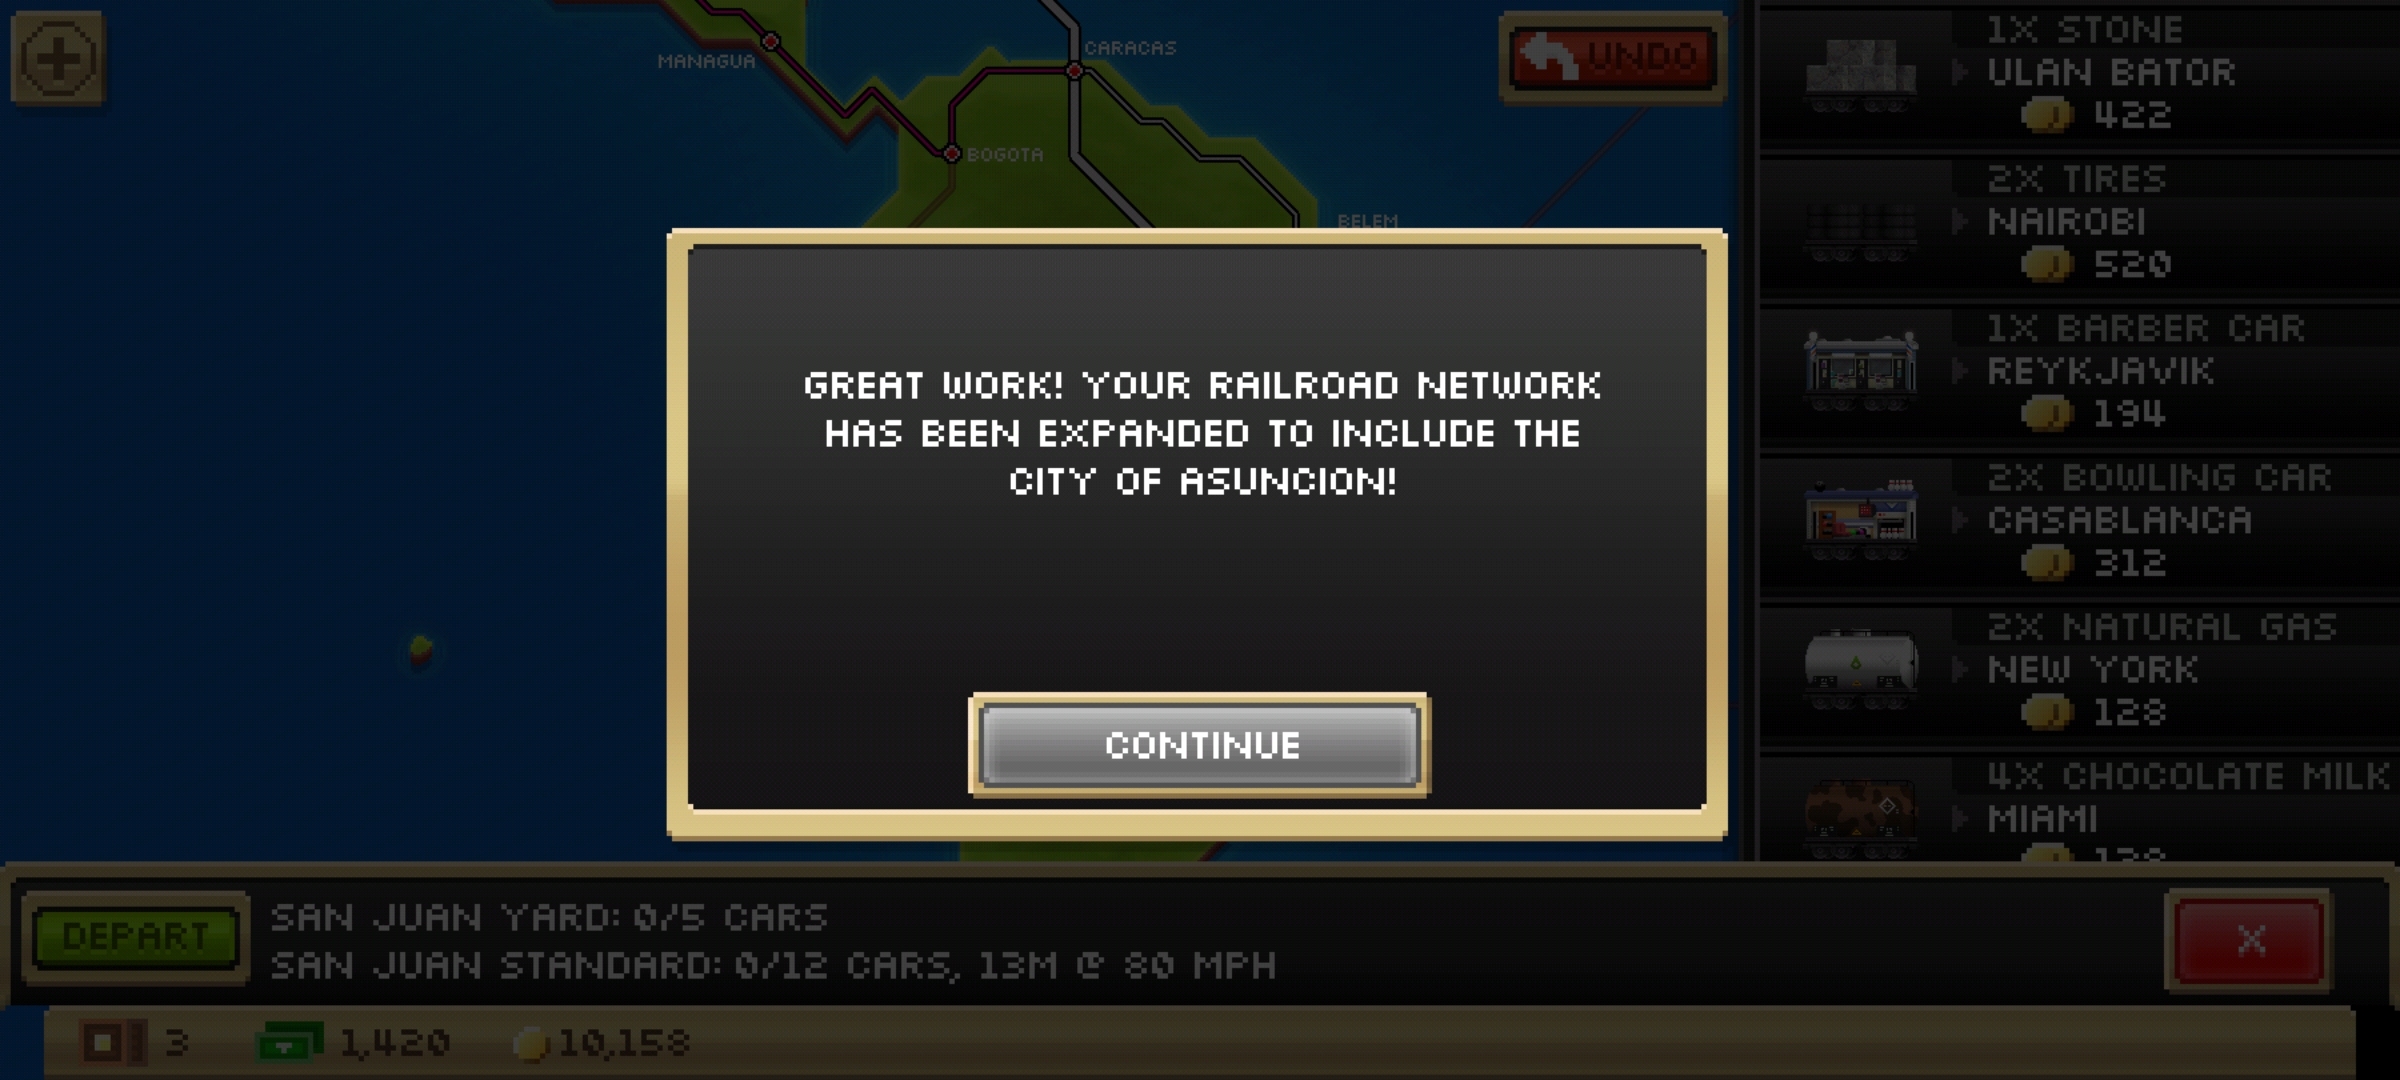 MANAGUA
CARACAS
BOGOTA
BELEM
UNDO
GREAT WORK! YOUR RAILROAD NETWORK
HAS BEEN EXPANDED TO INCLUDE THE
CITY OF ASUNCION!
CONTINUE
1X STONE
ULAN BATOR
422
2X TIRES
NAIROBI
520
1X BARBER CAR
REYKJAVIK
194
2X BOWLING CAR
CASABLANCA
312
2X NATURAL GAS
NEW YORK
128
4X CHOCOLATE MILK
MIAMI
DEPART
SAN JUAN YARD: 0/5 CARS
SAN JUAN STANDARD: 0/12 CARS, 13M @ 80 MPH
X
3
1,420
10,158